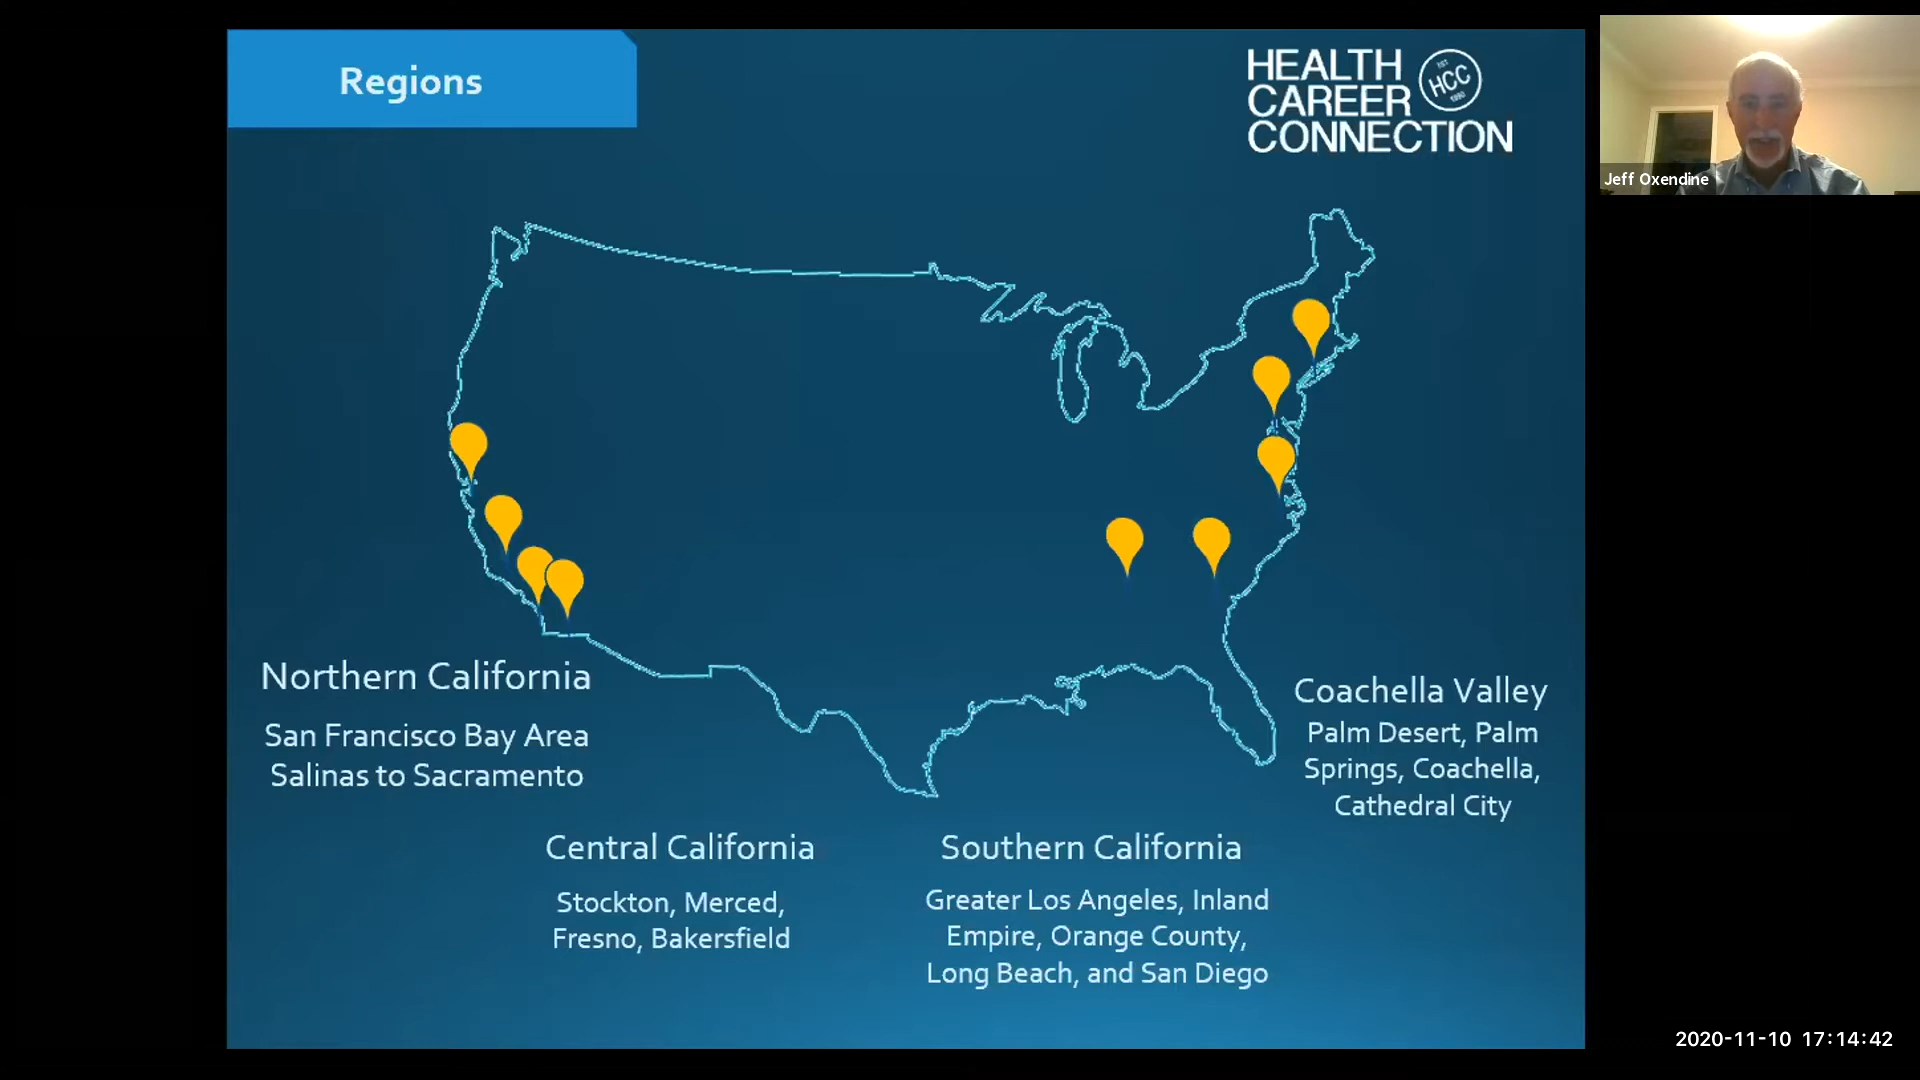 Regions
HEALTH
CAREER
CONNECTION
EST
HCC
1990
Jeff Oxendine
Northern California
San Francisco Bay Area
Salinas to Sacramento
Central California
Stockton, Merced,
Fresno, Bakersfield
Southern California
Greater Los Angeles, Inland
Empire, Orange County,
Long Beach, and San Diego
Coachella Valley
Palm Desert, Palm
Springs, Coachella,
Cathedral City
2020-11-10 17:14:42